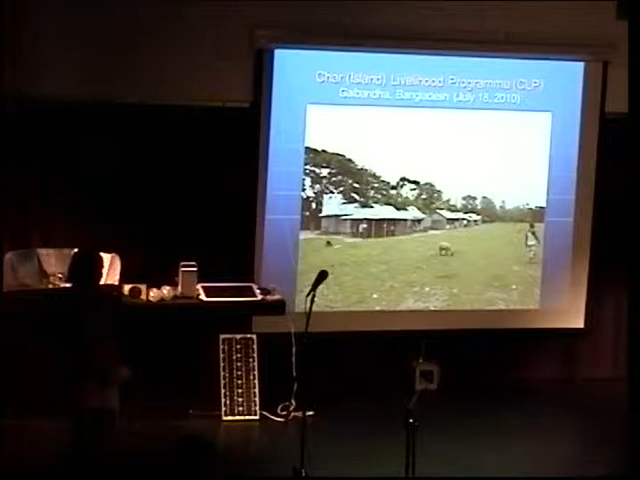 Char (Island) Livelihood Programme (CLP)
Gaibandha, Bangladesh (July 18, 2010)